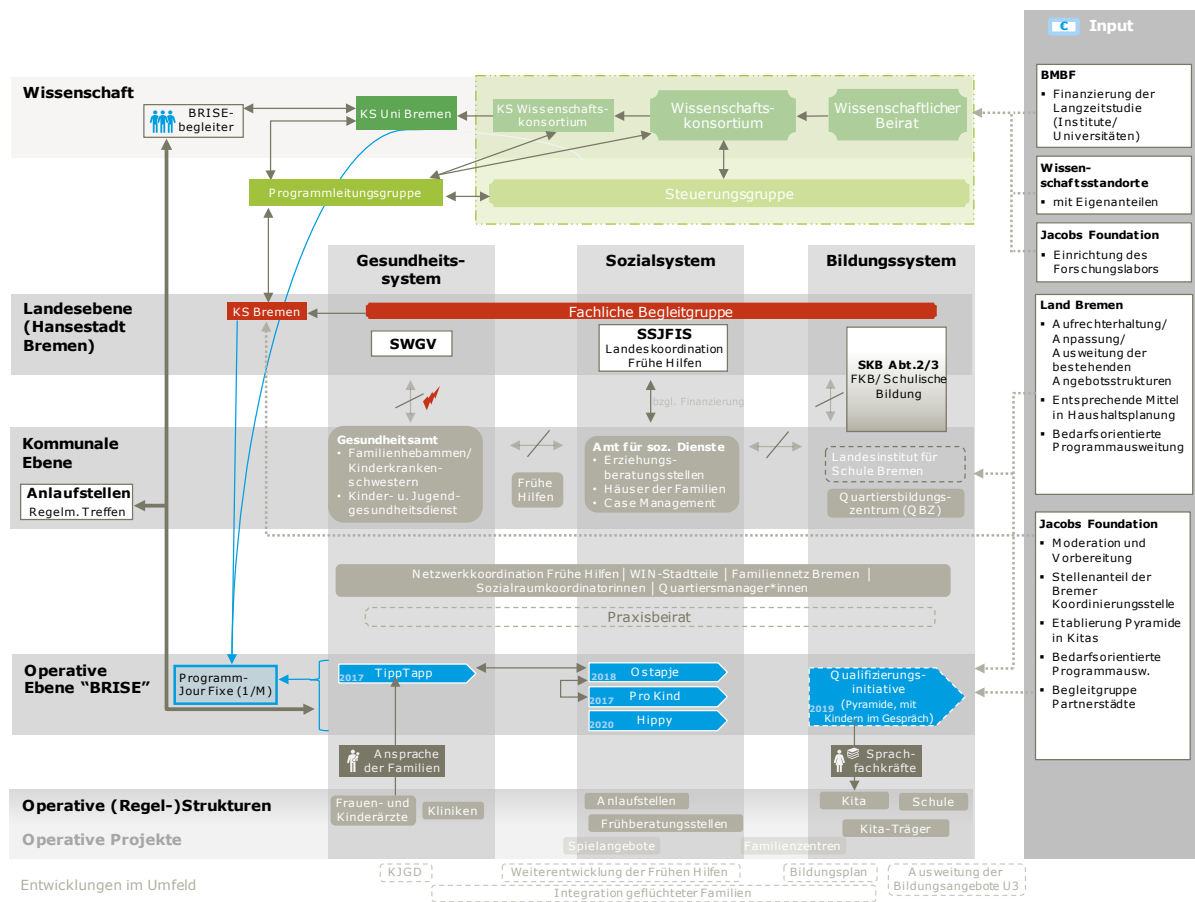 C Input
BMBF
▪ Finanzierung der
Langzeitstudie
(Institute/
Universitäten)
Wissen-
schaftsstandorte
▪ mit Eigenanteilen
Jacobs Foundation
▪ Einrichtung des
Forschungslabors
Land Bremen
▪ Aufrechterhaltung/
Anpassung/
Ausweitung der
bestehenden
Angebotsstrukturen
▪ Entsprechende Mittel
in Haushaltsplanung
▪ Bedarfsorientierte
Programmausweitung
Jacobs Foundation
▪ Moderation und
Vorbereitung
▪ Stellenanteil der
Bremer
Koordinierungsstelle
▪ Etablierung Pyramide
in Kitas
▪ Bedarfsorientierte
Programmausw.
▪ Begleitgruppe
Partnerstädte
Wissenschaft
BRISE-
begleiter
KS Uni Bremen
KS Wissenschafts-
konsortium
Wissenschafts-
konsortium
Wissenschaftlicher
Beirat
Programmleitungsgruppe
Steuerungsgruppe
Gesundheits-
system
Sozialsystem
Bildungssystem
Landesebene
(Hansestadt
Bremen)
KS Bremen
Fachliche Begleitgruppe
SWGV
SSJFIS
Landeskoordination
Frühe Hilfen
SKB Abt.2/3
FKB/Schulische
Bildung
bzgl. Finanzierung
Kommunale
Ebene
Anlaufstellen
Regelm. Treffen
Gesundheitsamt
• Familienhebammen/
Kinderkranken-
schwestern
• Kinder- u. Jugend-
gesundheitsdienst
Frühe
Hilfen
Amt für soz. Dienste
• Erziehungs-
beratungsstellen
• Häuser der Familien
• Case Management
Landesinstitut für
Schule Bremen
Quartiersbildungs-
zentrum (QBZ)
Netzwerkkoordination Frühe Hilfen | WIN-Stadtteile | Familiennetz Bremen |
Sozialraumkoordinatorinnen | Quartiersmanager*innen
Praxisbeirat
Operative
Ebene "BRISE"
Programm-
Jour Fixe (1/M)
2017 TippTapp
2018 Ostapje
2017 Pro Kind
2020 Hippy
Qualifizierungs-
initiative
2019 (Pyramide, mit
Kindern im Gespräch)
Ansprache
der Familien
Sprach-
fachkräfte
Operative (Regel-)Strukturen
Frauen- und
Kinderärzte
Kliniken
Anlaufstellen
Frühberatungsstellen
Kita
Schule
Kita-Träger
Operative Projekte
Spielangebote
Familienzentren
Entwicklungen im Umfeld
KJGD
Weiterentwicklung der Frühen Hilfen
Bildungsplan
Ausweitung der
Bildungsangebote U3
Integration geflüchteter Familien